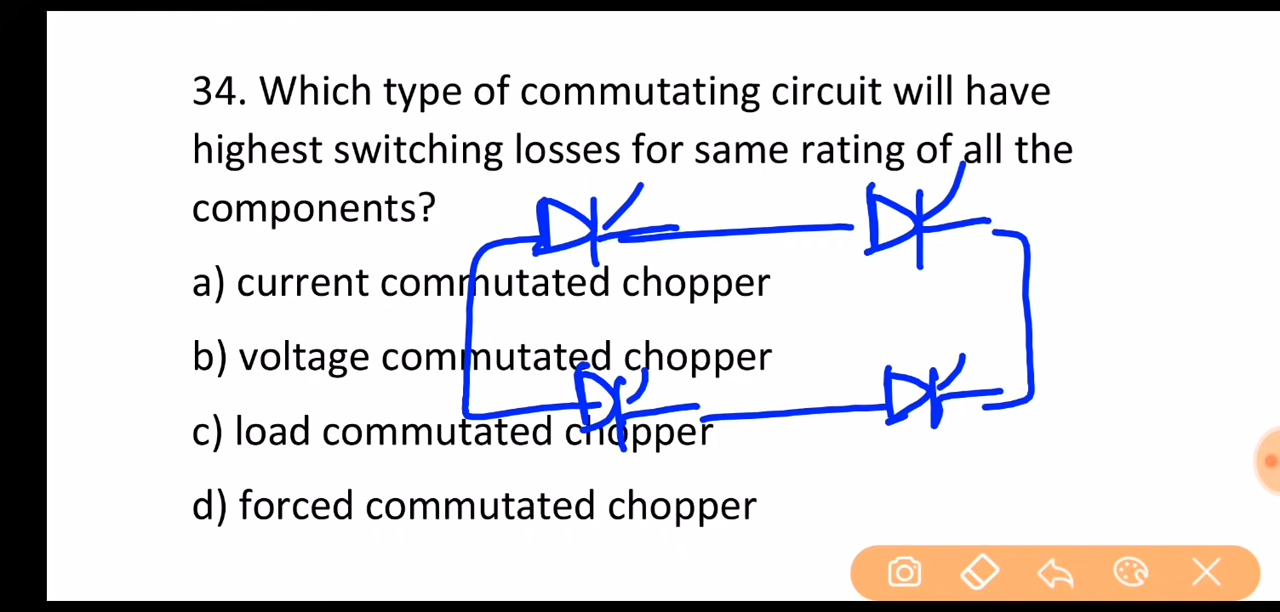 34. Which type of commutating circuit will have
highest switching losses for same rating of all the
components?
a) current commutated chopper
b) voltage commutated chopper
c) load commutated chopper
d) forced commutated chopper